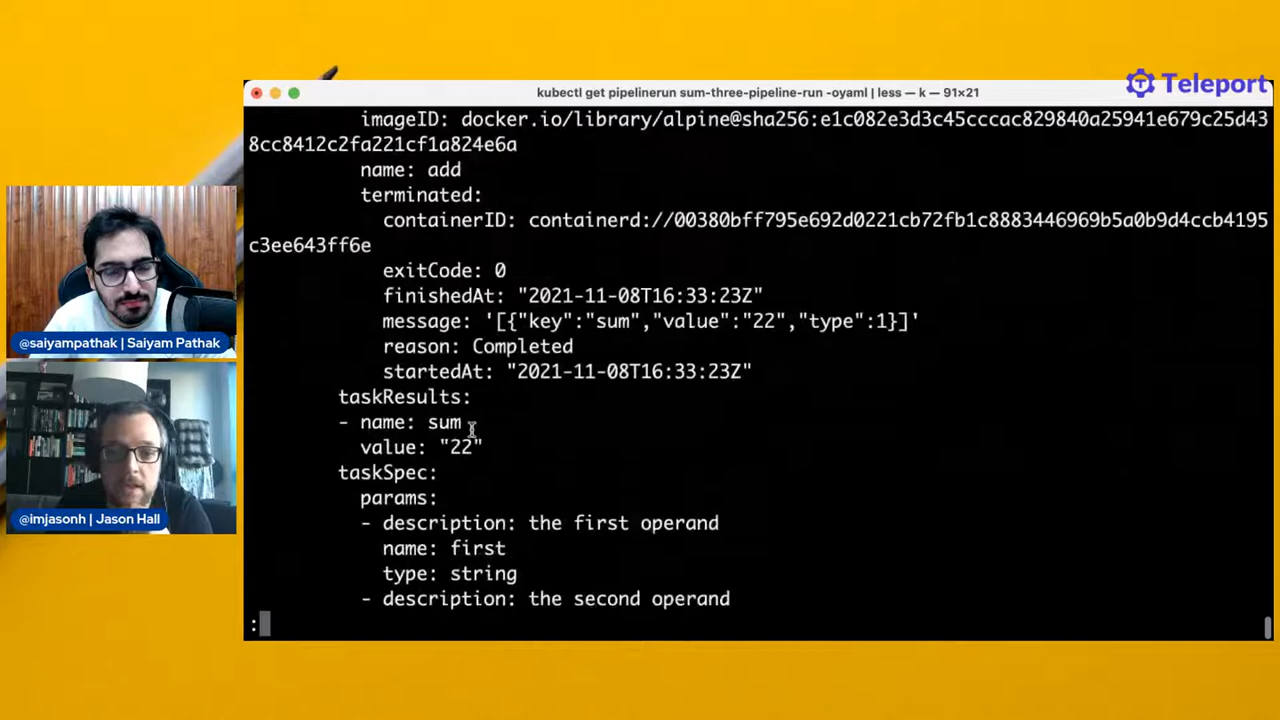 Teleport
kubectl get pipelinerun sum-three-pipeline-run -oyaml | less — k — 91×21
imageID: docker.io/library/alpine@sha256:e1c082e3d3c45cccac829840a25941e679c25d43
8cc8412c2fa221cf1a824e6a
name: add
terminated:
containerID: containerd://00380bff795e692d0221cb72fb1c8883446969b5a0b9d4ccb4195
c3ee643ff6e
exitCode: 0
finishedAt: "2021-11-08T16:33:23Z"
message: '[{"key":"sum","value":"22","type":1}]'
reason: Completed
startedAt: "2021-11-08T16:33:23Z"
taskResults:
- name: sum
value: "22"
taskSpec:
params:
- description: the first operand
name: first
type: string
- description: the second operand
:
@saiyampathak | Saiyam Pathak
@imjasonh | Jason Hall